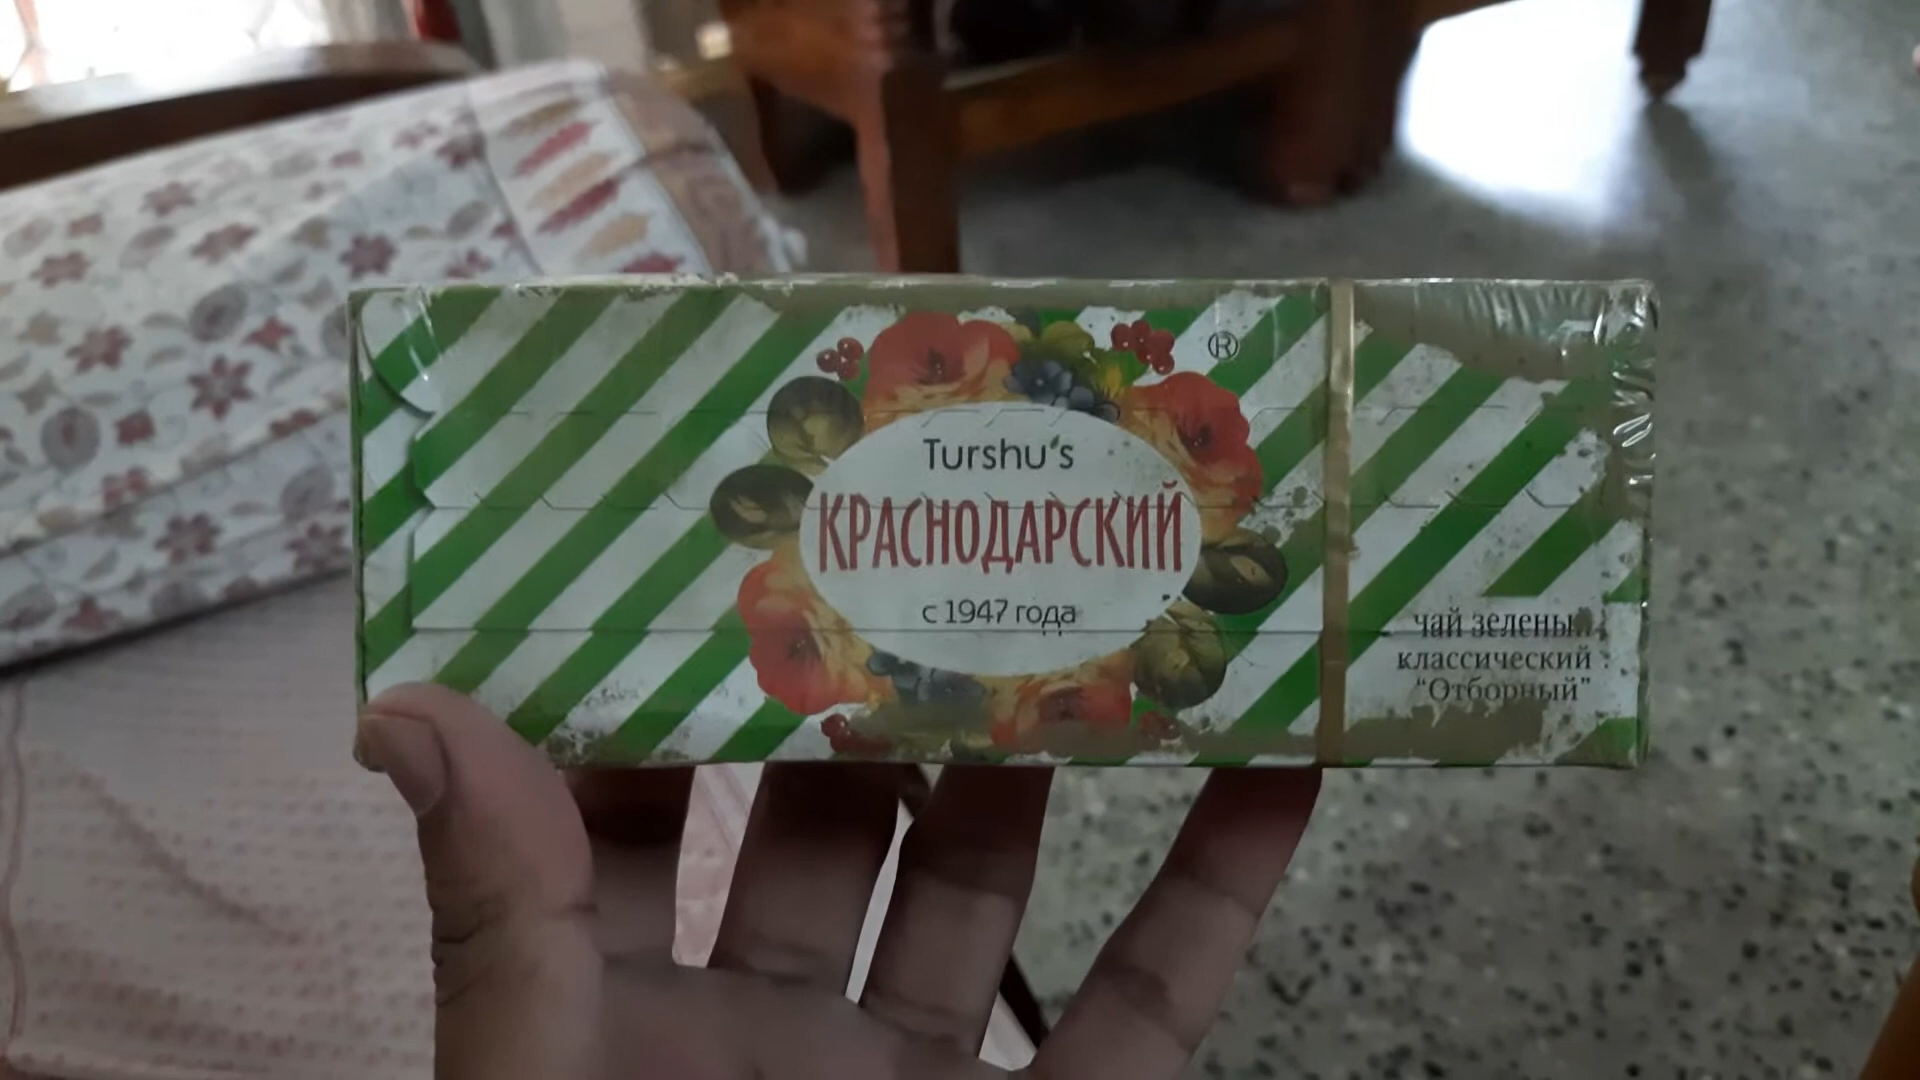 ®
Turshu's
КРАСНОДАРСКИЙ
с 1947 года
чай зелены
классический
“Отборный”